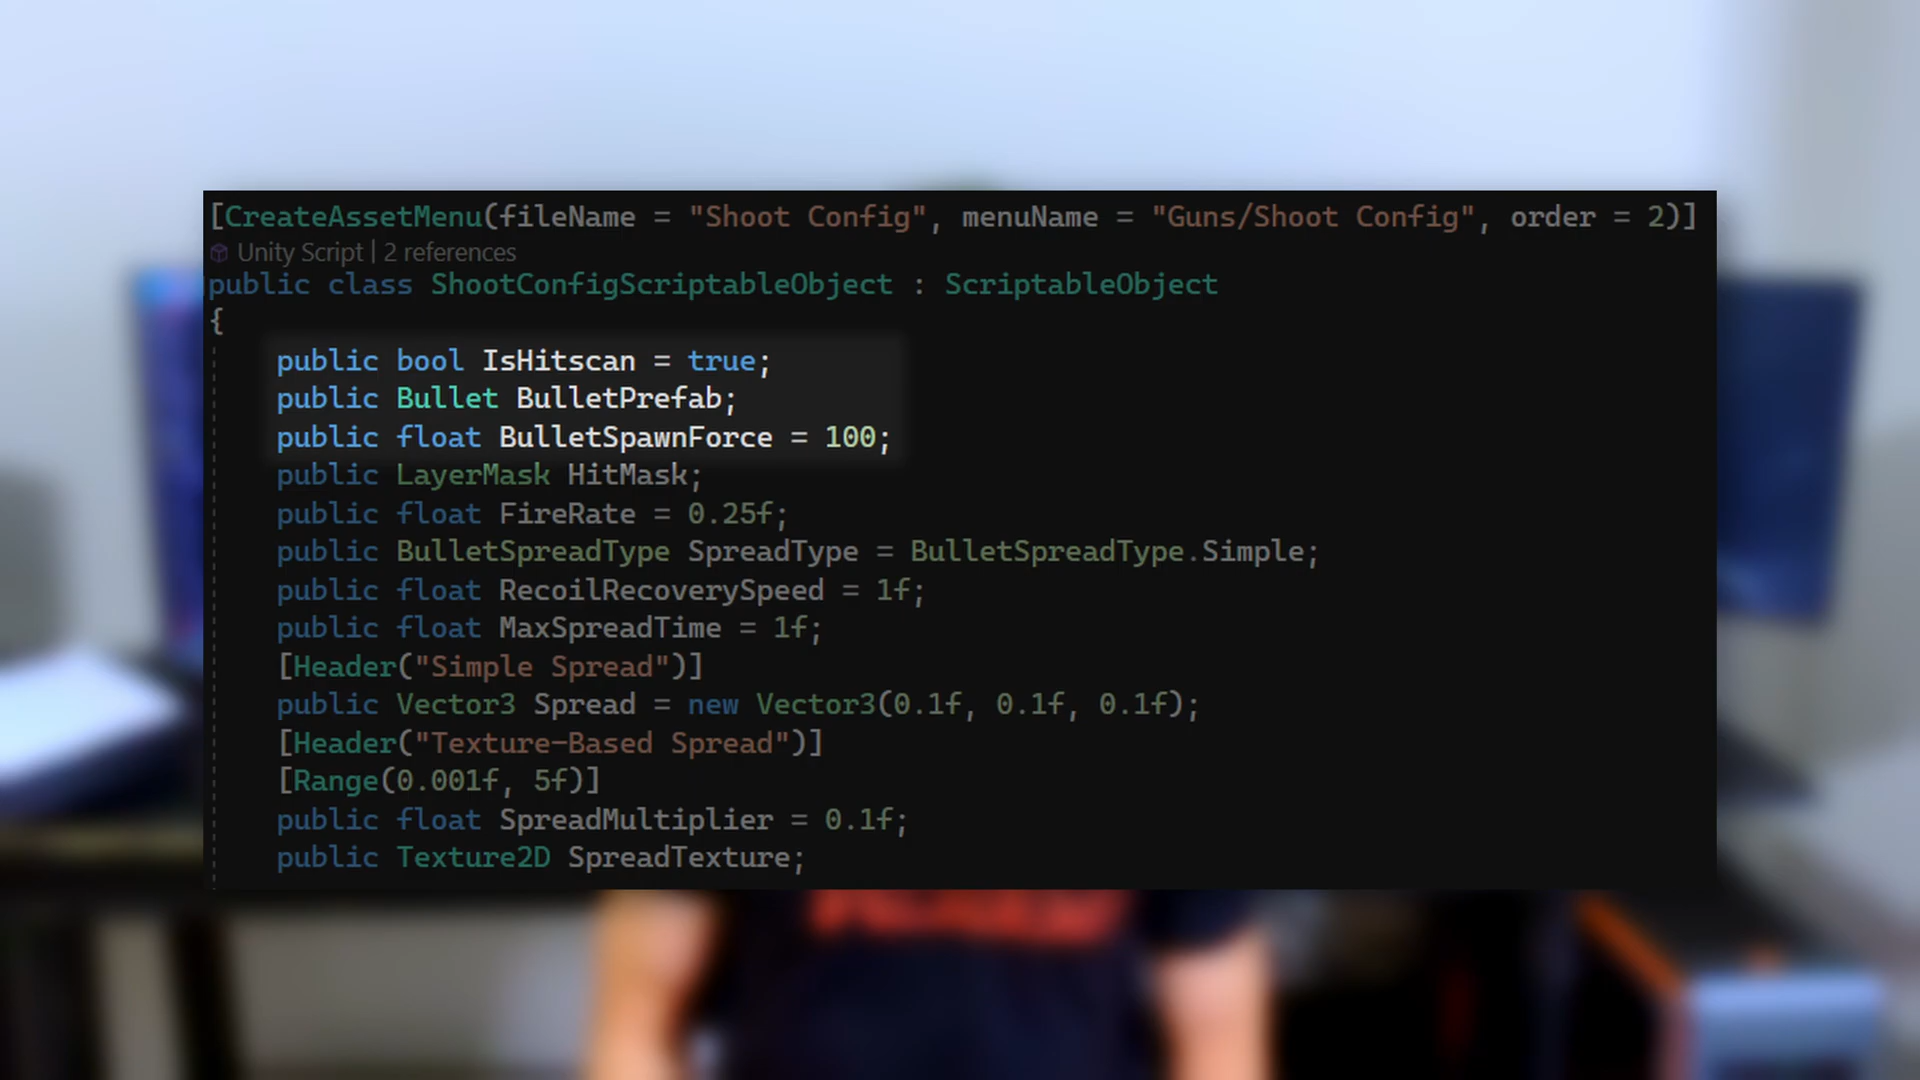 [CreateAssetMenu(fileName = "Shoot Config", menuName = "Guns/Shoot Config", order = 2)]
Unity Script | 2 references
public class ShootConfigScriptableObject : ScriptableObject
{
public bool IsHitscan = true;
public Bullet BulletPrefab;
public float BulletSpawnForce = 100;
public LayerMask HitMask;
public float FireRate = 0.25f;
public BulletSpreadType SpreadType = BulletSpreadType.Simple;
public float RecoilRecoverySpeed = 1f;
public float MaxSpreadTime = 1f;
[Header("Simple Spread")]
public Vector3 Spread = new Vector3(0.1f, 0.1f, 0.1f);
[Header("Texture-Based Spread")]
[Range(0.001f, 5f)]
public float SpreadMultiplier = 0.1f;
public Texture2D SpreadTexture;